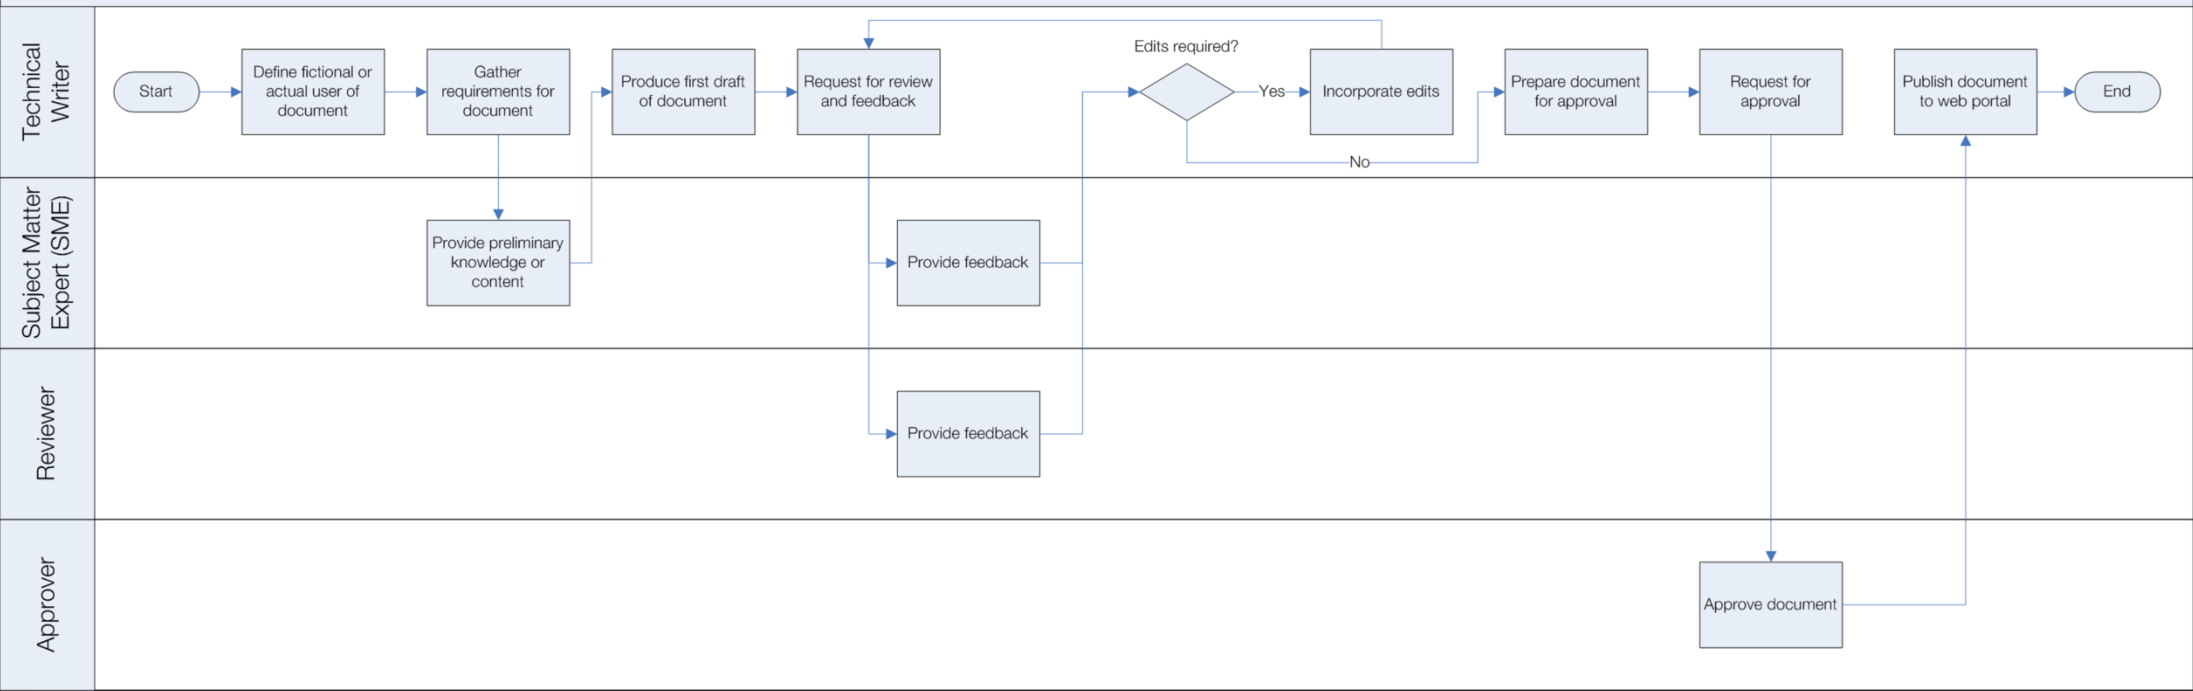 Technical
Writer
Start
Define fictional or
actual user of
document
Gather
requirements for
document
Produce first draft
of document
Request for review
and feedback
Edits required?
Yes
No
Incorporate edits
Prepare document
for approval
Request for
approval
Publish document
to web portal
End
Subject Matter
Expert (SME)
Provide preliminary
knowledge or
content
Provide feedback
Reviewer
Provide feedback
Approver
Approve document